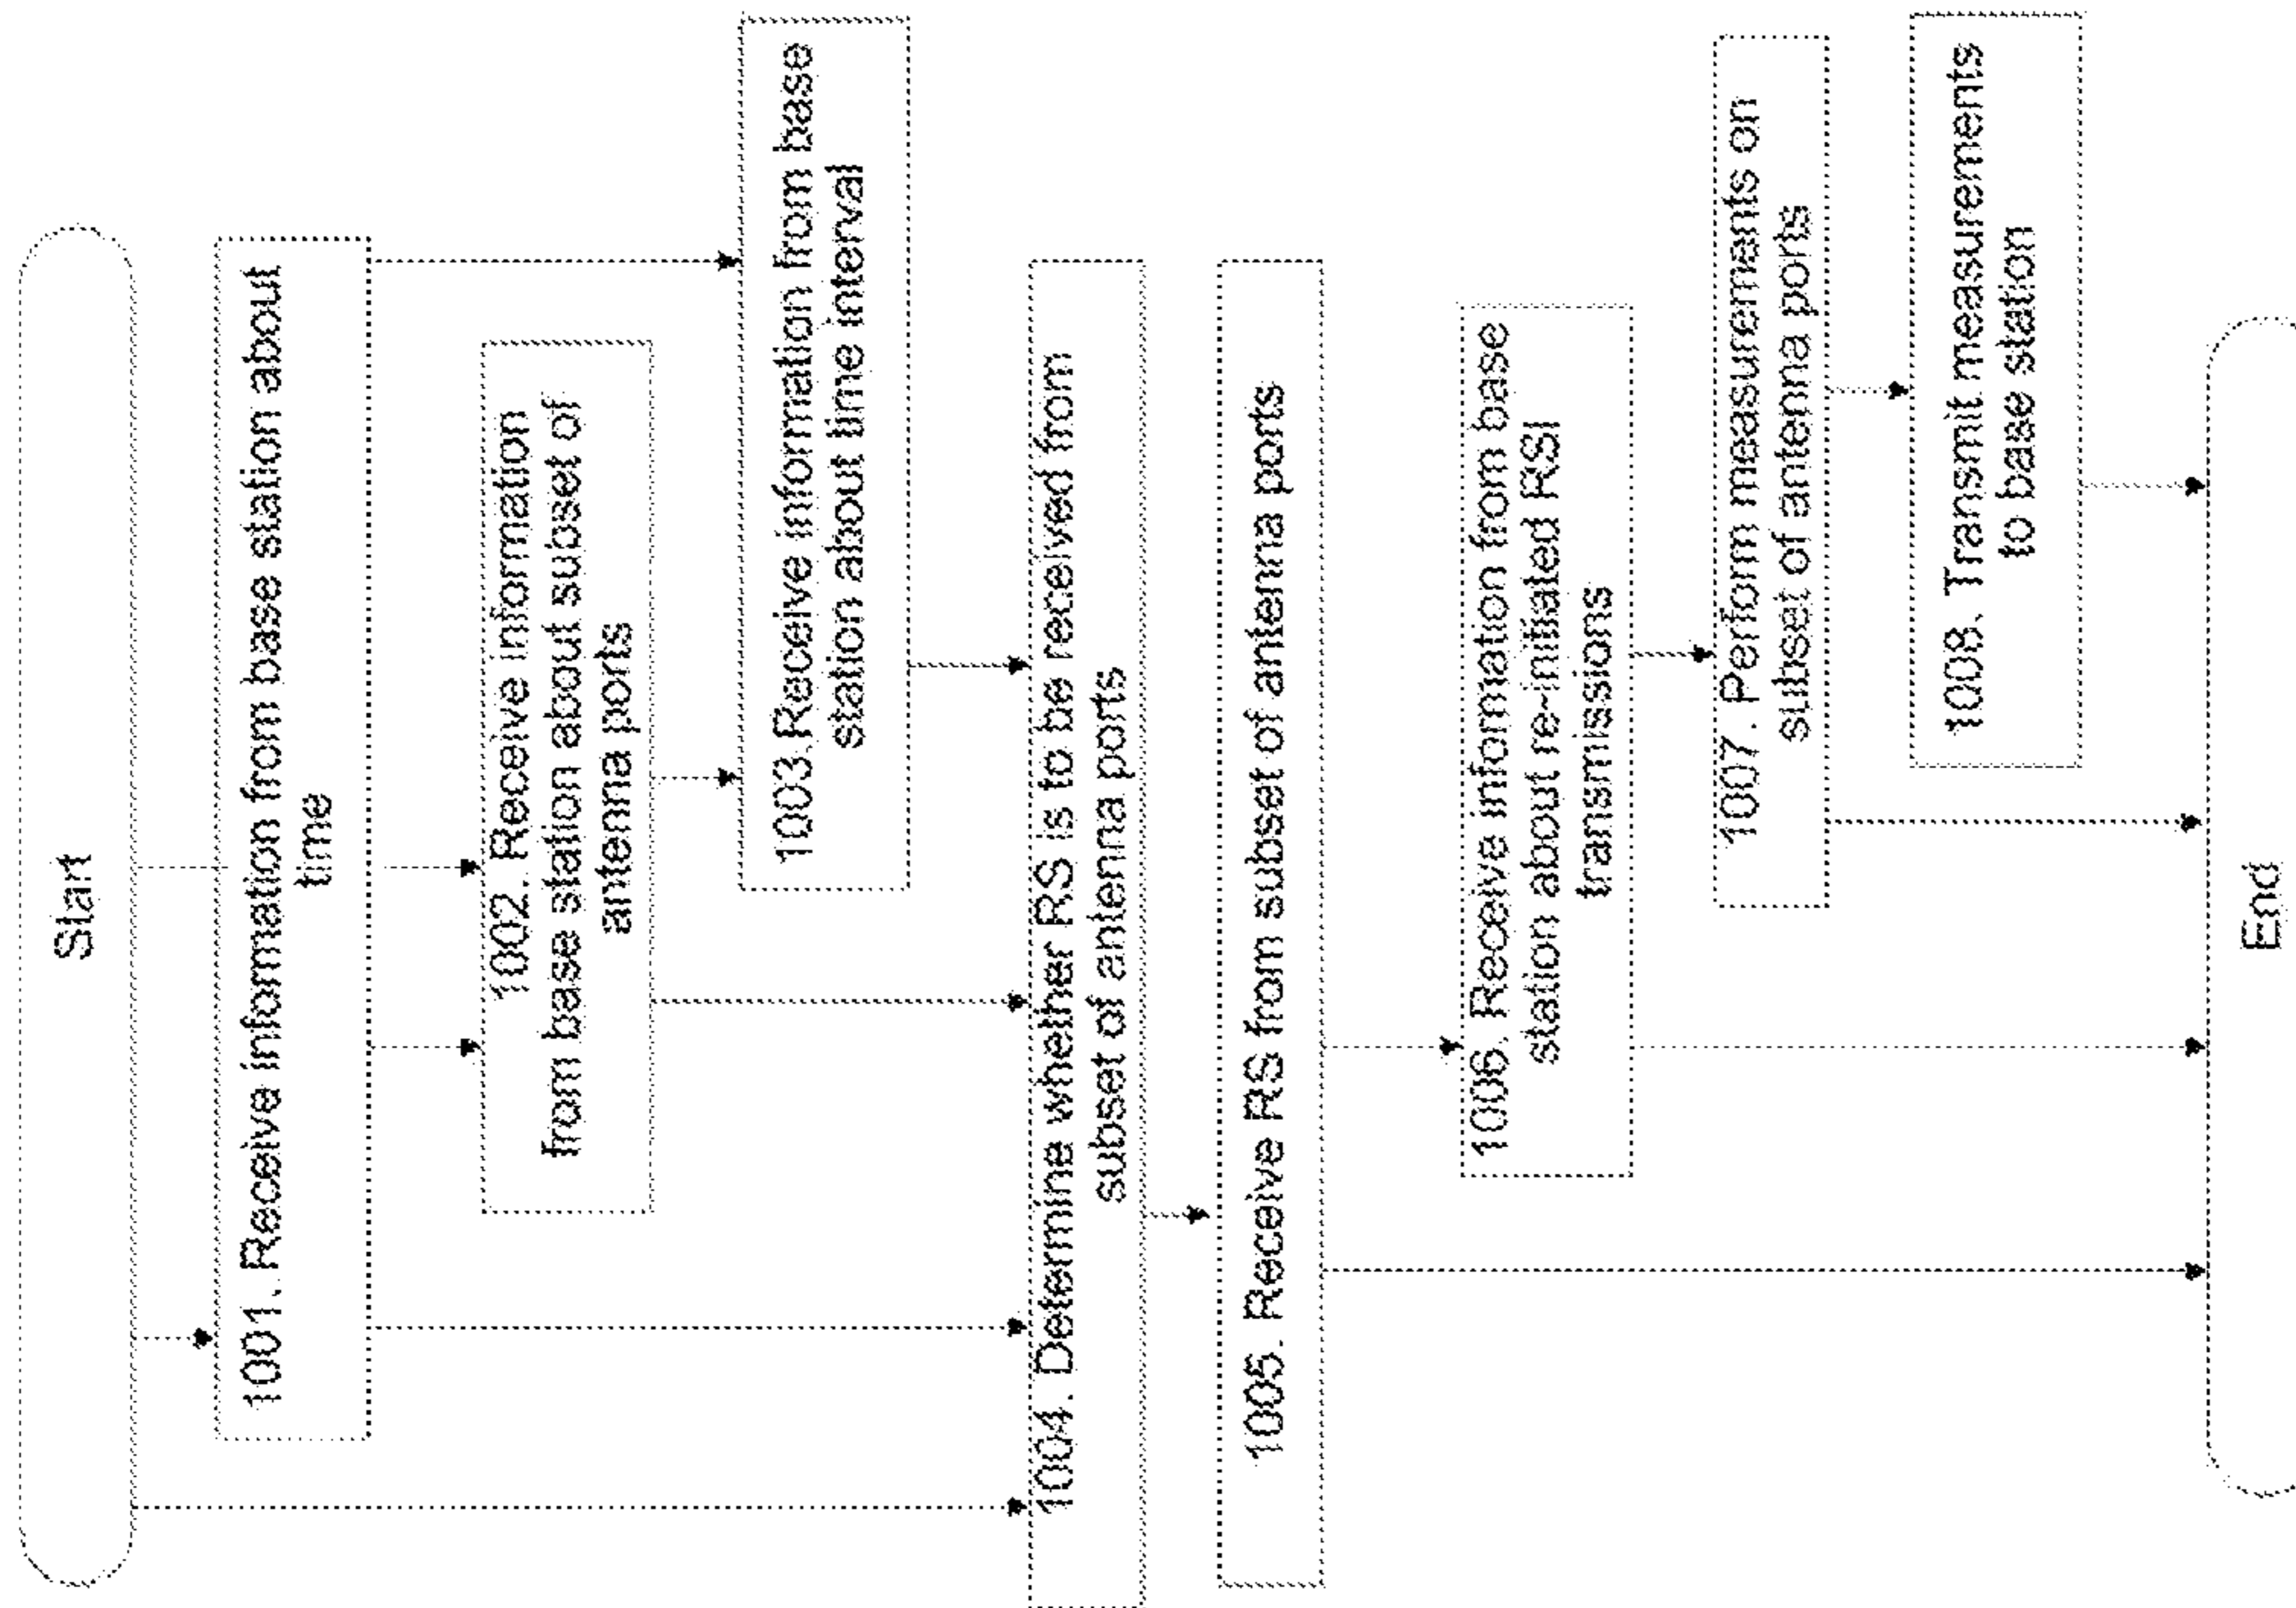 Start
1001. Receive information from base station about
time
1002. Receive information
from base station about subset of
antenna ports
1003.Receive information from base
station about time interval
1004. Determine whether RS is to be received from
subset of antenna ports
1005. Receive RS from subset of antenna ports
1006. Receive information from base
station about re-initiated RSI
transmissions
1007. Perform measurements on
subset of antenna ports
1008. Transmit measurements
to base station
End